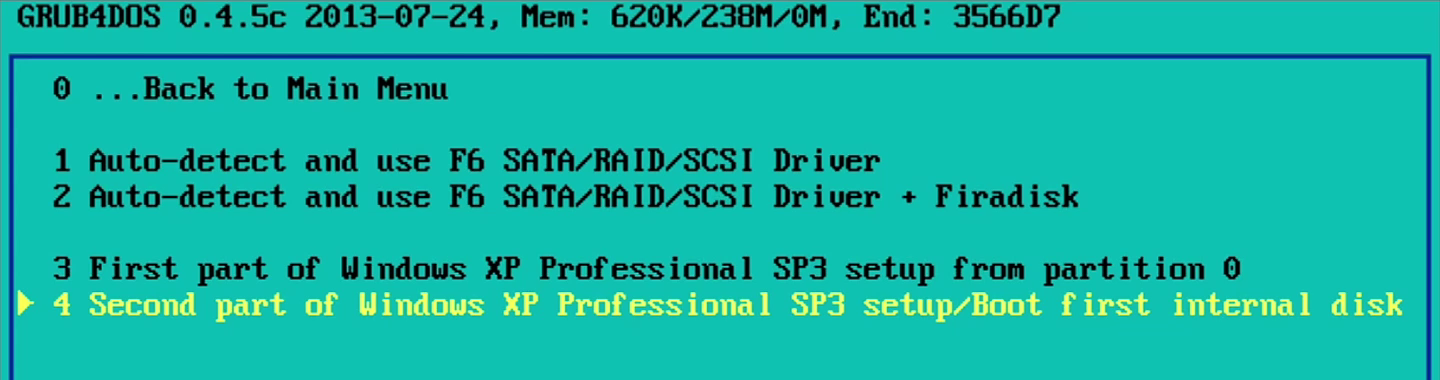 GRUB4DOS 0.4.5c 2013-07-24, Mem: 620K/238M/0M, End: 3566D7
0 ...Back to Main Menu
1 Auto-detect and use F6 SATA/RAID/SCSI Driver
2 Auto-detect and use F6 SATA/RAID/SCSI Driver + Firadisk
3 First part of Windows XP Professional SP3 setup from partition 0
4 Second part of Windows XP Professional SP3 setup/Boot first internal disk